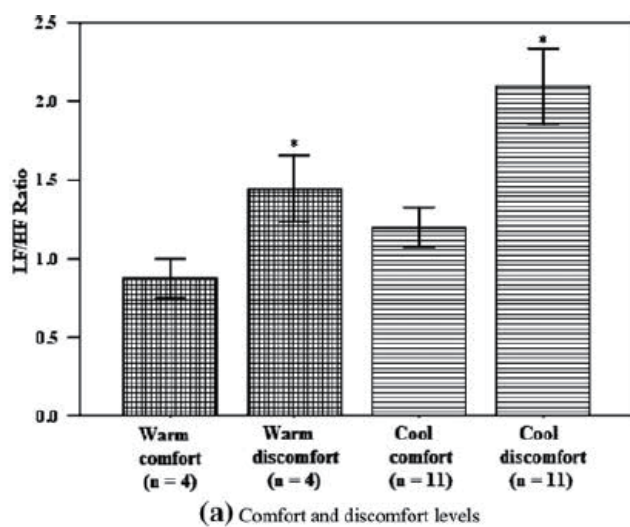 2.5
2.0
1.5
1.0
0.5
0.0
LF/HF Ratio
*
*
Warm comfort (n = 4)
Warm discomfort (n = 4)
Cool comfort (n = 11)
Cool discomfort (n = 11)
(a) Comfort and discomfort levels